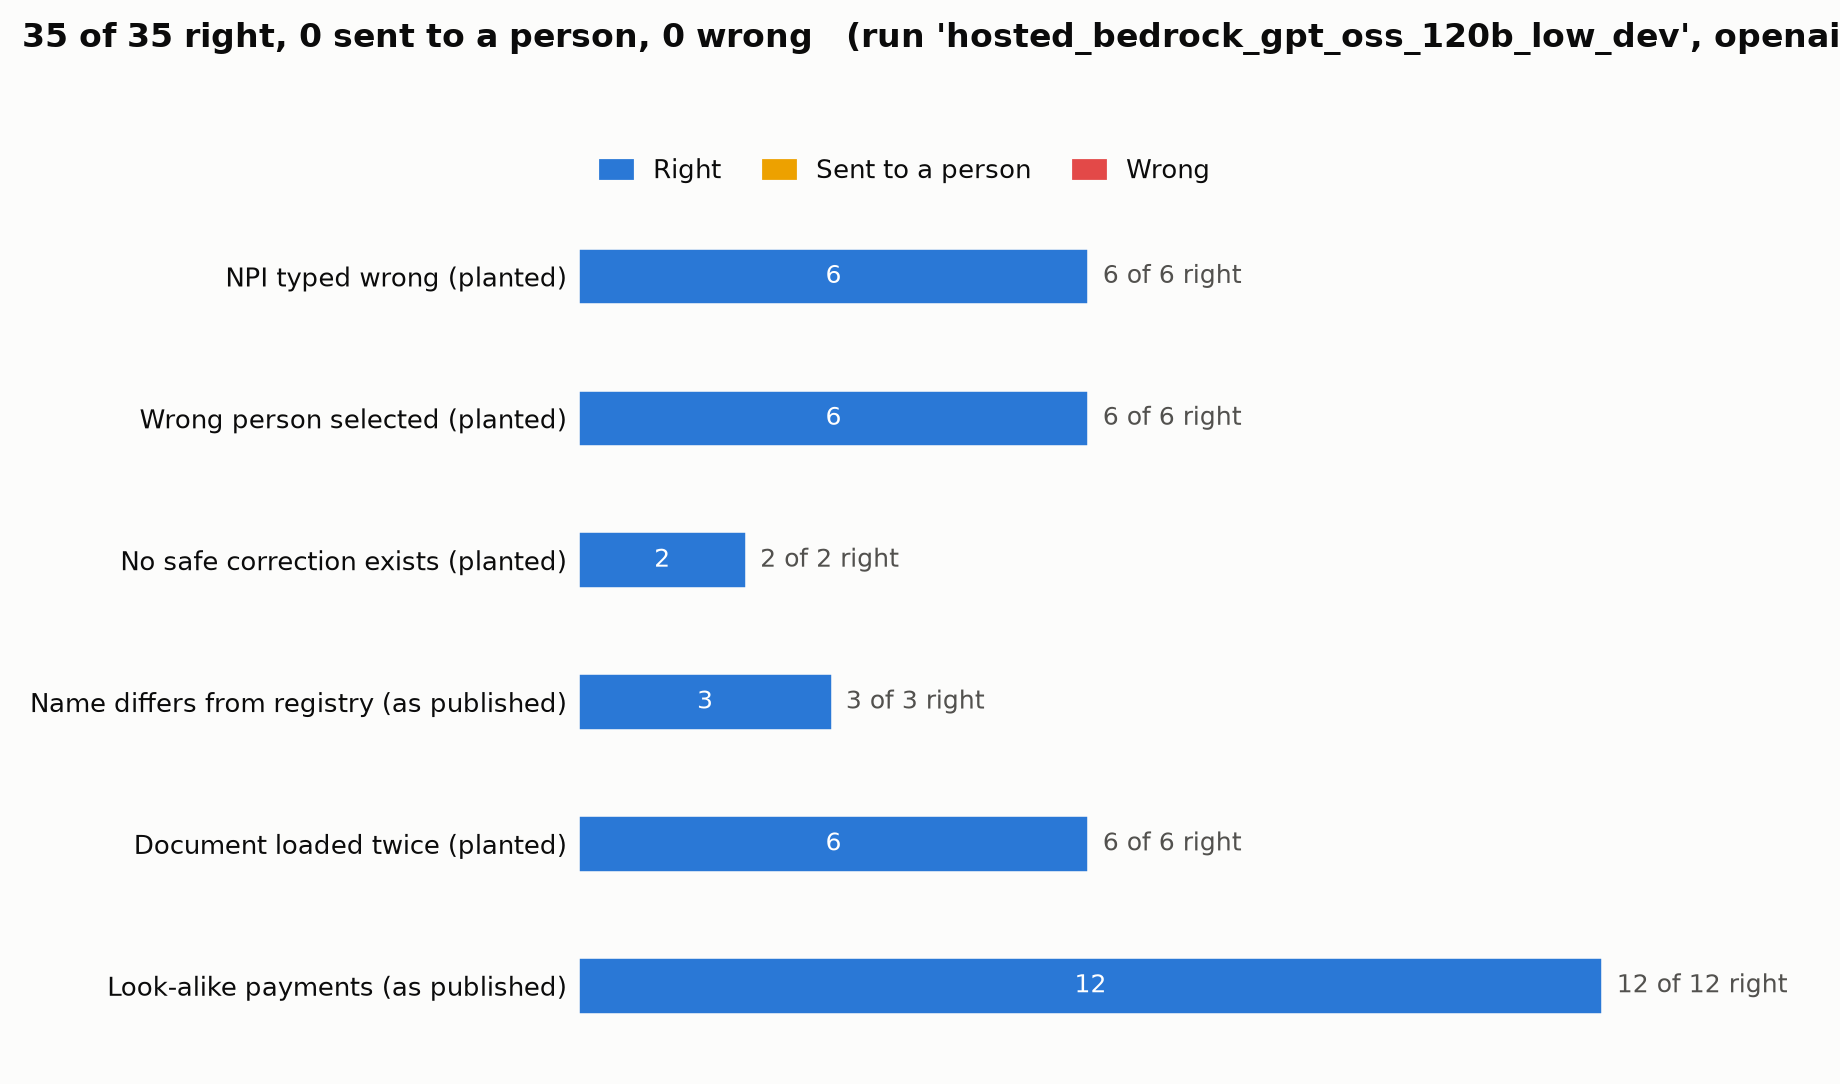 35 of 35 right, 0 sent to a person, 0 wrong (run 'hosted_bedrock_gpt_oss_120b_low_dev', openai
Right Sent to a person Wrong
NPI typed wrong (planted) 6 6 of 6 right
Wrong person selected (planted) 6 6 of 6 right
No safe correction exists (planted) 2 2 of 2 right
Name differs from registry (as published) 3 3 of 3 right
Document loaded twice (planted) 6 6 of 6 right
Look-alike payments (as published) 12 12 of 12 right